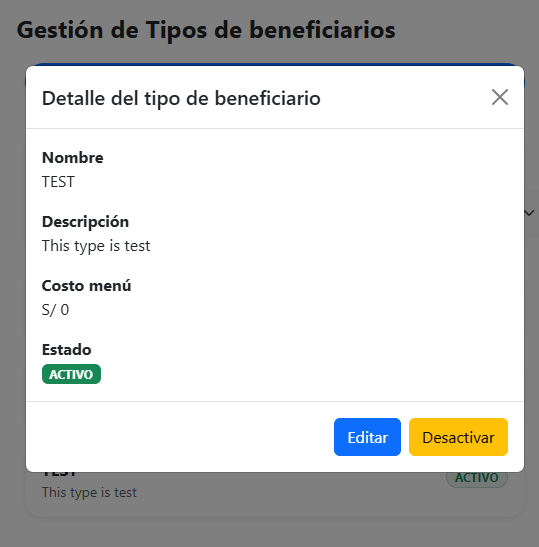 Gestión de Tipos de beneficiarios
Detalle del tipo de beneficiario
Nombre
TEST
Descripción
This type is test
Costo menú
S/ 0
Estado
ACTIVO
Editar
Desactivar
TEST
This type is test
ACTIVO